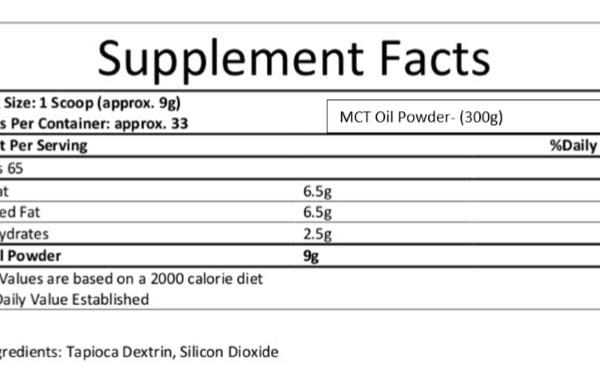 Supplement Facts
Size: 1 Scoop (approx. 9g)
s Per Container: approx. 33
MCT Oil Powder- (300g)
t Per Serving %Daily
s 65
at 6.5g
ed Fat 6.5g
ydrates 2.5g
l Powder 9g
Values are based on a 2000 calorie diet
Daily Value Established
gredients: Tapioca Dextrin, Silicon Dioxide